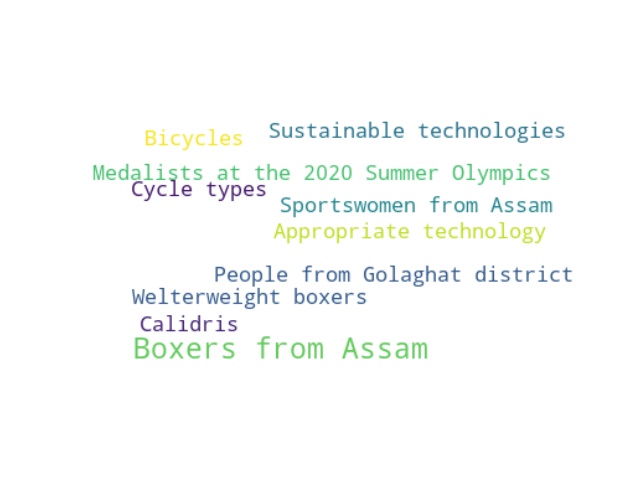 Sustainable technologies
Bicycles
Medalists at the 2020 Summer Olympics
Cycle types
Sportswomen from Assam
Appropriate technology
People from Golaghat district
Welterweight boxers
Calidris
Boxers from Assam